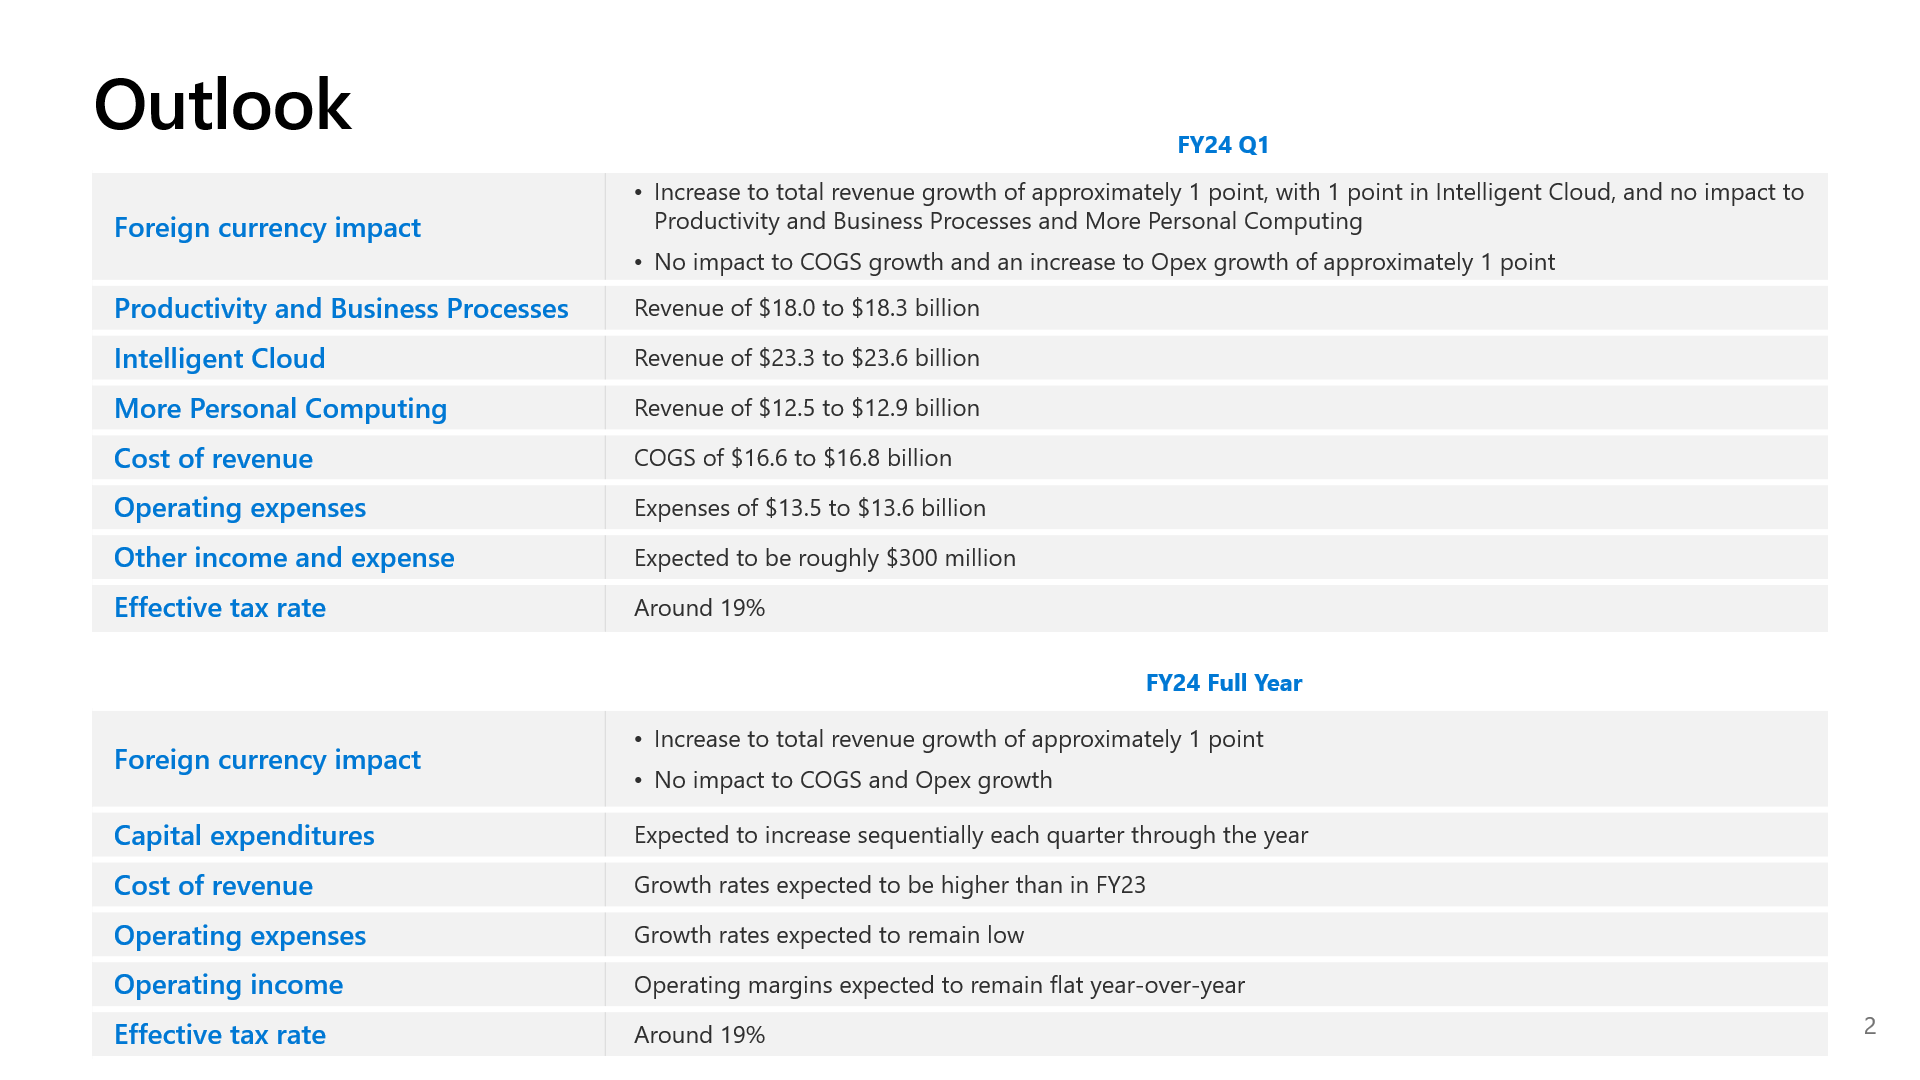 Outlook
FY24 Q1
Foreign currency impact
• Increase to total revenue growth of approximately 1 point, with 1 point in Intelligent Cloud, and no impact to
Productivity and Business Processes and More Personal Computing
• No impact to COGS growth and an increase to Opex growth of approximately 1 point
Productivity and Business Processes
Revenue of $18.0 to $18.3 billion
Intelligent Cloud
Revenue of $23.3 to $23.6 billion
More Personal Computing
Revenue of $12.5 to $12.9 billion
Cost of revenue
COGS of $16.6 to $16.8 billion
Operating expenses
Expenses of $13.5 to $13.6 billion
Other income and expense
Expected to be roughly $300 million
Effective tax rate
Around 19%
FY24 Full Year
Foreign currency impact
• Increase to total revenue growth of approximately 1 point
• No impact to COGS and Opex growth
Capital expenditures
Expected to increase sequentially each quarter through the year
Cost of revenue
Growth rates expected to be higher than in FY23
Operating expenses
Growth rates expected to remain low
Operating income
Operating margins expected to remain flat year-over-year
Effective tax rate
Around 19%
2